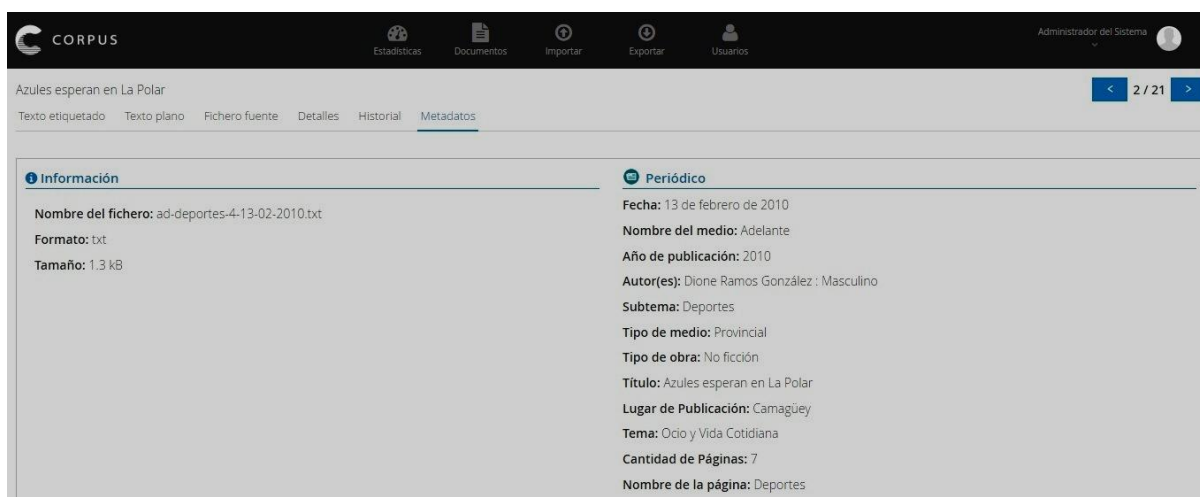 CORPUS
Estadísticas
Documentos
Importar
Exportar
Usuarios
Administrador del Sistema
Azules esperan en La Polar
< 2 / 21 >
Texto etiquetado Texto plano Fichero fuente Detalles Historial Metadatos
Información
Nombre del fichero: ad-deportes-4-13-02-2010.txt
Formato: txt
Tamaño: 1.3 kB
Periódico
Fecha: 13 de febrero de 2010
Nombre del medio: Adelante
Año de publicación: 2010
Autor(es): Dione Ramos González : Masculino
Subtema: Deportes
Tipo de medio: Provincial
Tipo de obra: No ficción
Título: Azules esperan en La Polar
Lugar de Publicación: Camagüey
Tema: Ocio y Vida Cotidiana
Cantidad de Páginas: 7
Nombre de la página: Deportes